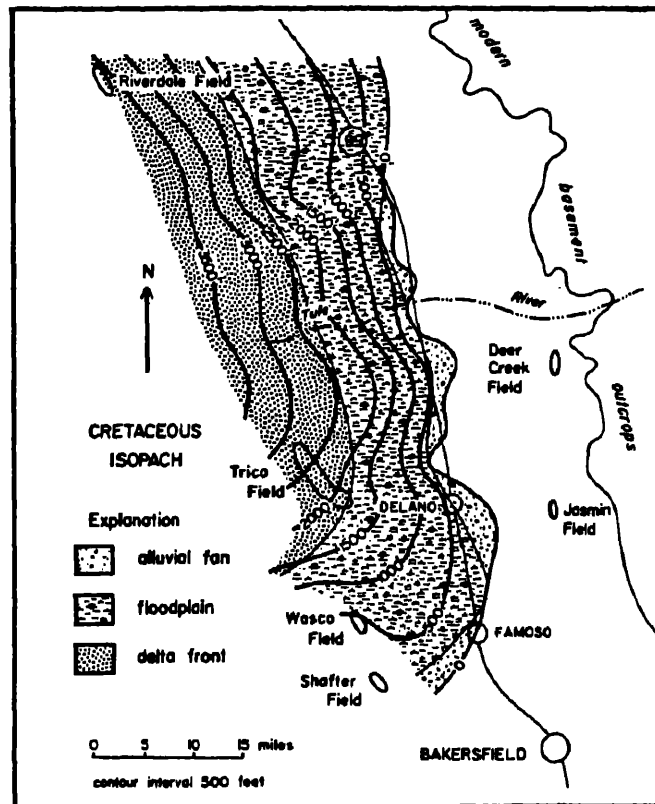 modern
Riverdale Field
basement
N
River
Tule
Deer
Creek
Field
outcrops
CRETACEOUS
ISOPACH
Trico
Field
DELANO
Jasmin
Field
Explanation
alluvial fan
floodplain
delta front
Wasco
Field
FAMOSO
Shafter
Field
0 5 10 15 miles
BAKERSFIELD
contour interval 500 feet